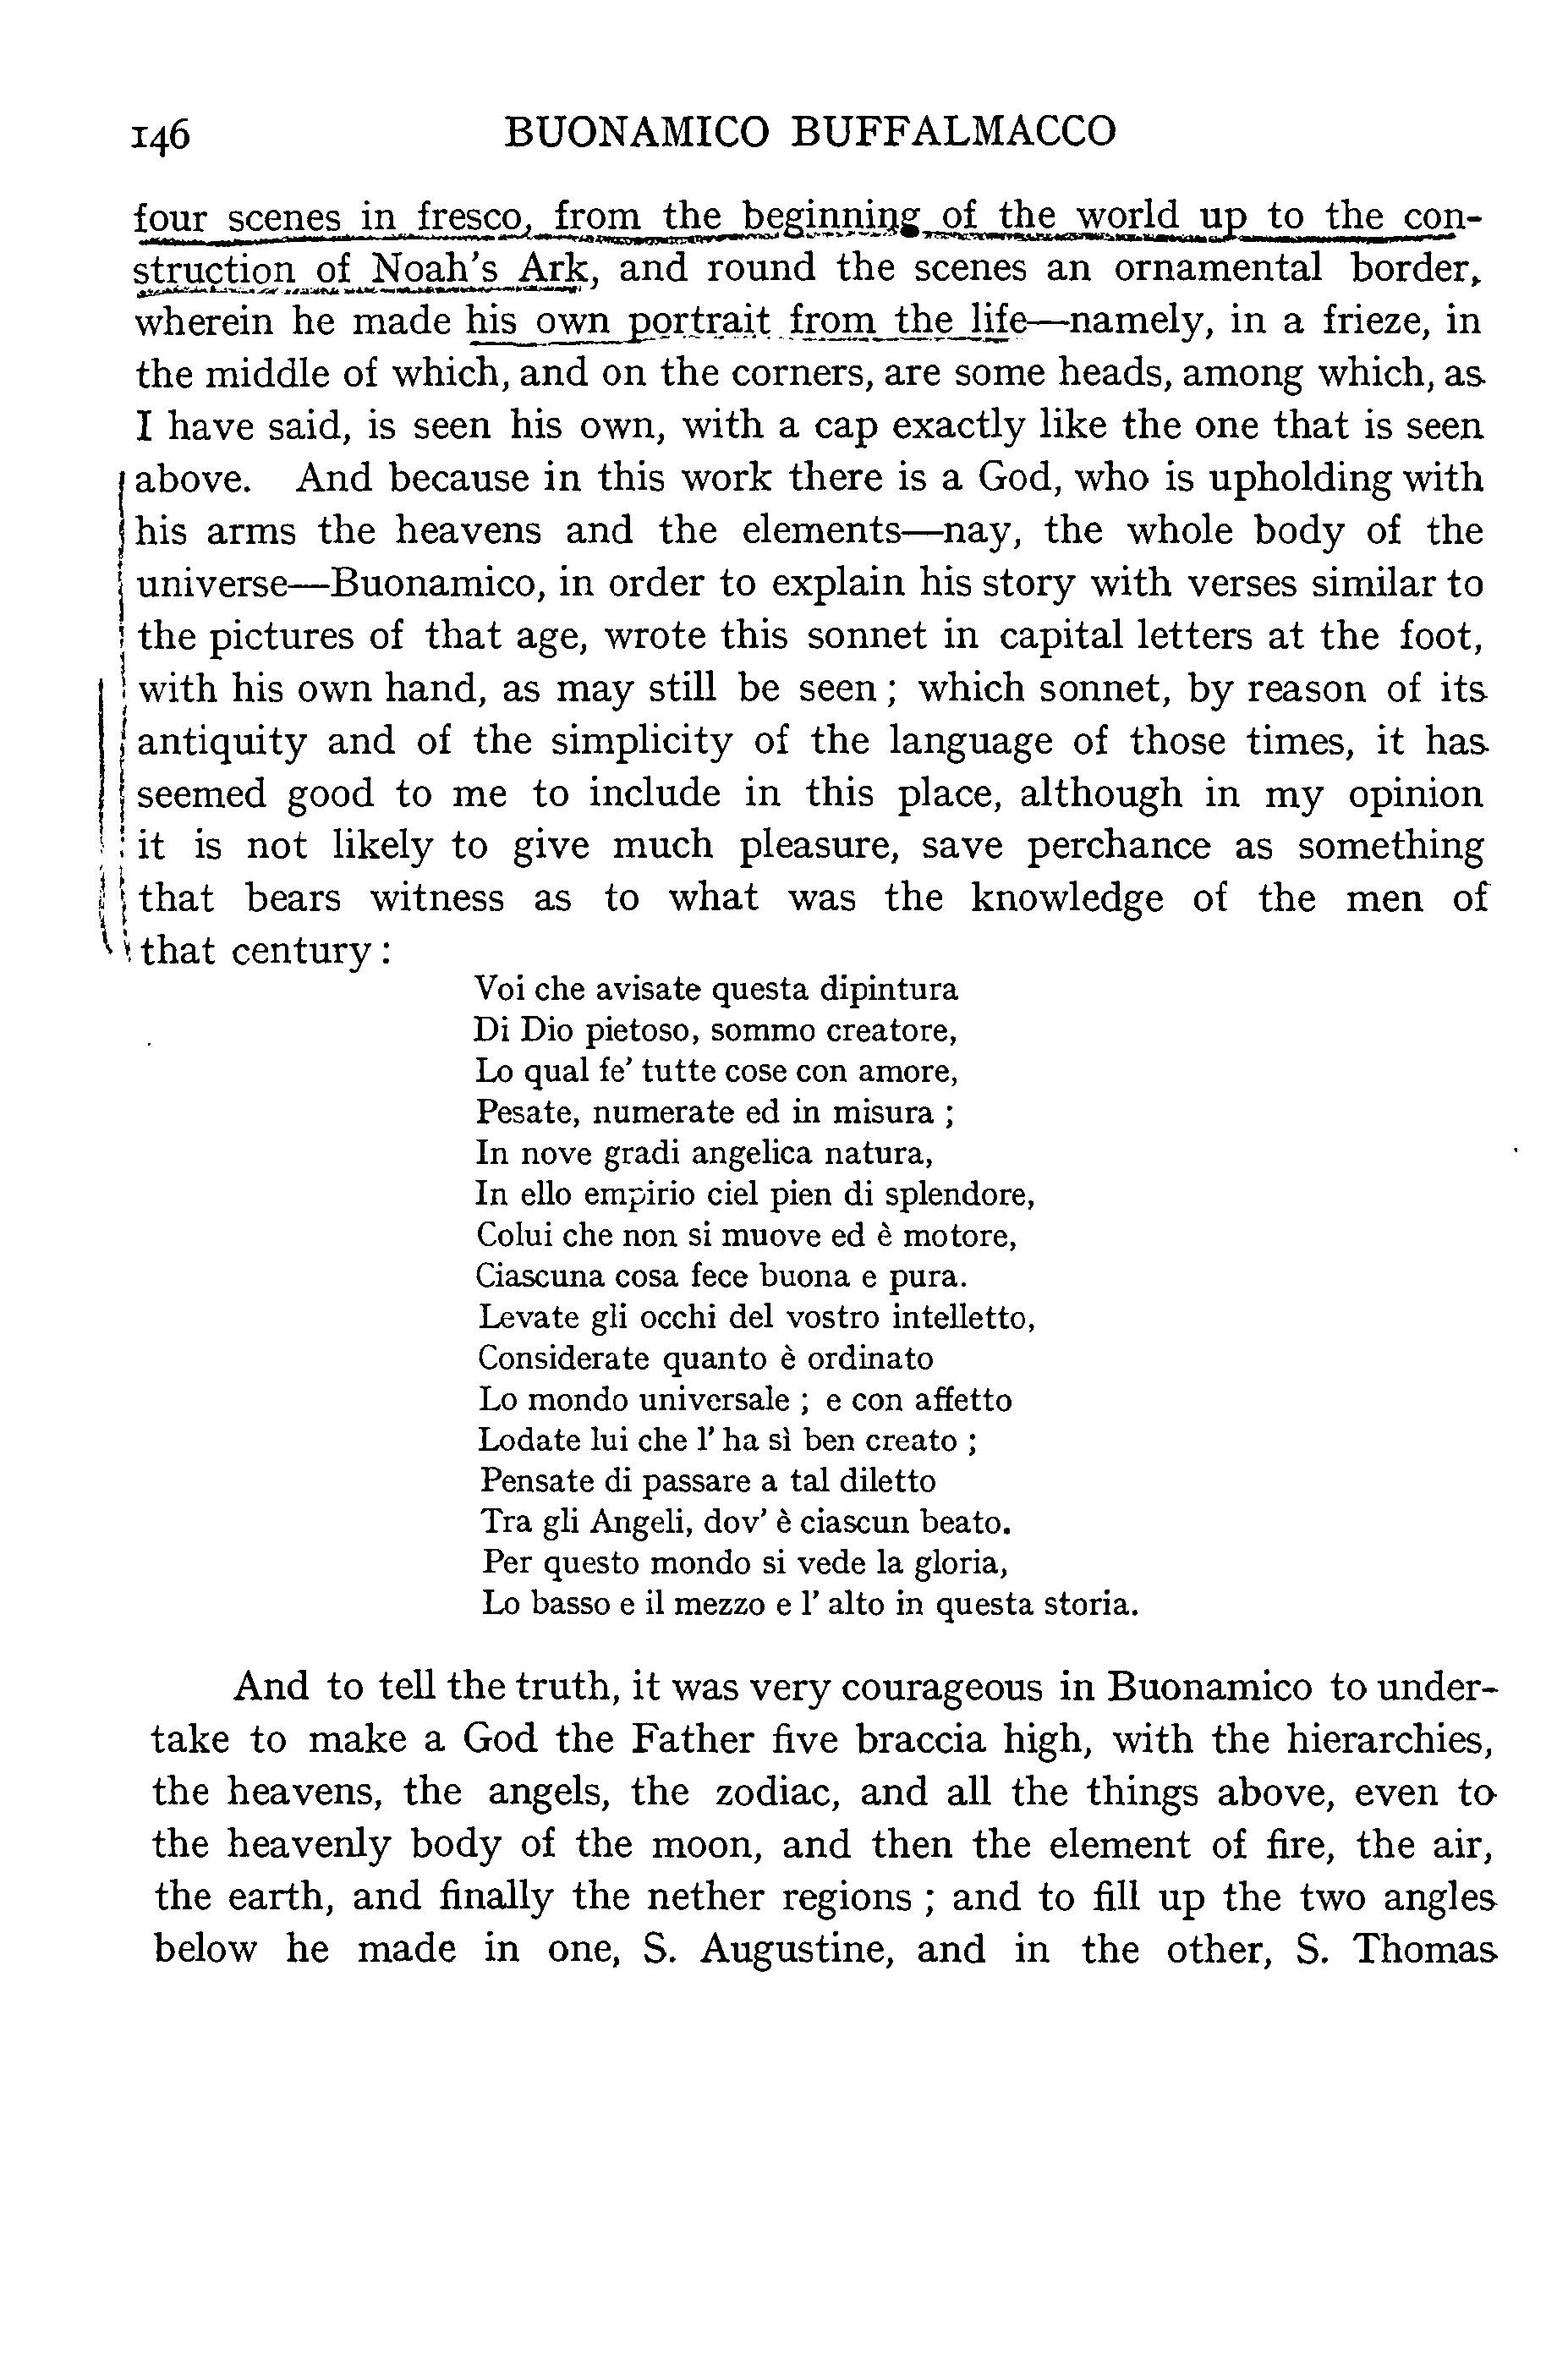 146 BUONAMICO BUFFALMACCO
four scenes in fresco, from the beginning of the world up to the con-
struction of Noah's Ark, and round the scenes an ornamental border,
wherein he made his own portrait from the life—namely, in a frieze, in
the middle of which, and on the corners, are some heads, among which, as
I have said, is seen his own, with a cap exactly like the one that is seen
above. And because in this work there is a God, who is upholding with
his arms the heavens and the elements—nay, the whole body of the
universe—Buonamico, in order to explain his story with verses similar to
the pictures of that age, wrote this sonnet in capital letters at the foot,
with his own hand, as may still be seen; which sonnet, by reason of its
antiquity and of the simplicity of the language of those times, it has
seemed good to me to include in this place, although in my opinion
it is not likely to give much pleasure, save perchance as something
that bears witness as to what was the knowledge of the men of
that century:
Voi che avisate questa dipintura
Di Dio pietoso, sommo creatore,
Lo qual fe' tutte cose con amore,
Pesate, numerate ed in misura;
In nove gradi angelica natura,
In ello empirio ciel pien di splendore,
Colui che non si muove ed è motore,
Ciascuna cosa fece buona e pura.
Levate gli occhi del vostro intelletto,
Considerate quanto è ordinato
Lo mondo universale; e con affetto
Lodate lui che l' ha sì ben creato;
Pensate di passare a tal diletto
Tra gli Angeli, dov' è ciascun beato.
Per questo mondo si vede la gloria,
Lo basso e il mezzo e l' alto in questa storia.
And to tell the truth, it was very courageous in Buonamico to under-
take to make a God the Father five braccia high, with the hierarchies,
the heavens, the angels, the zodiac, and all the things above, even to
the heavenly body of the moon, and then the element of fire, the air,
the earth, and finally the nether regions; and to fill up the two angles
below he made in one, S. Augustine, and in the other, S. Thomas